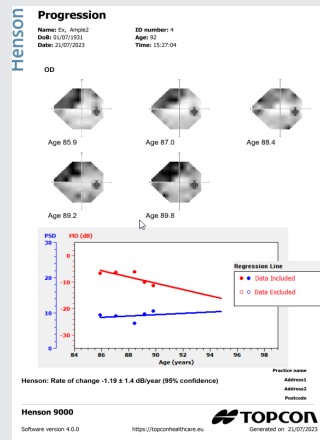 Henson
Progression
Name: Ex, Ample2
DoB: 01/07/1931
Date: 21/07/2023
ID number: 4
Age: 92
Time: 15:27:04
OD
Age 85.9
Age 87.0
Age 88.4
Age 89.2
Age 89.8
PSD MD (dB)
30
20
10
0
0
-10
-20
-30
84 86 88 90 92 94 96 98
Age (years)
Regression Line
Data Included
Data Excluded
Henson: Rate of change -1.19 ± 1.4 dB/year (95% confidence)
Practice name
Address1
Address2
Postcode
Henson 9000
TOPCON
Software version 4.0.0
https://topconhealthcare.eu
Generated on 21/07/2023